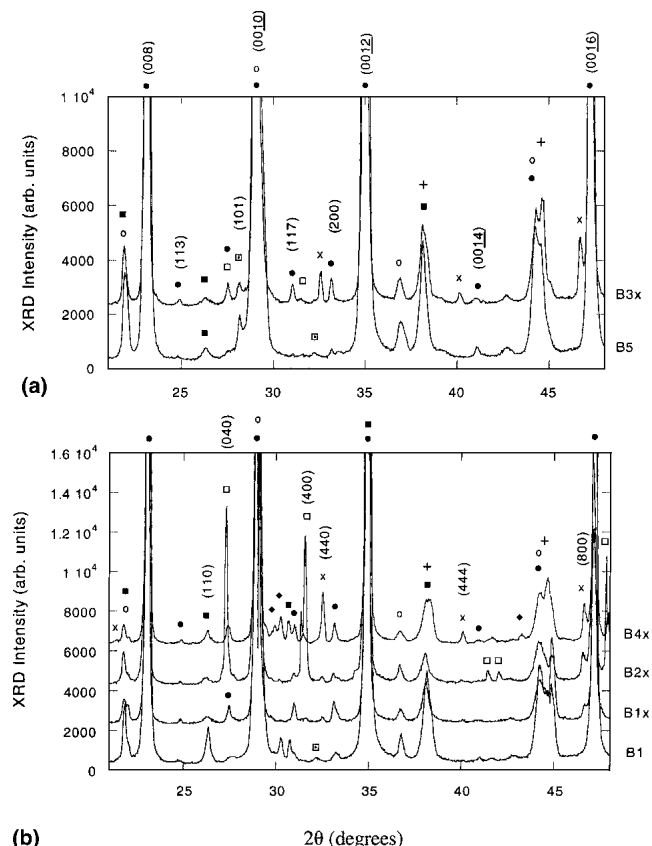 (008)
(0010)
(0012)
(0016)
1 10⁴
8000
6000
4000
2000
0
XRD Intensity (arb. units)
(113)
(101)
(117)
(200)
(0014)
B3x
B5
25 30 35 40 45
(a)
(040)
(400)
(440)
(110)
(444)
(800)
1.6 10⁴
1.4 10⁴
1.2 10⁴
1 10⁴
8000
6000
4000
2000
0
XRD Intensity (arb. units)
B4x
B2x
B1x
B1
25 30 35 40 45
(b)
2θ (degrees)